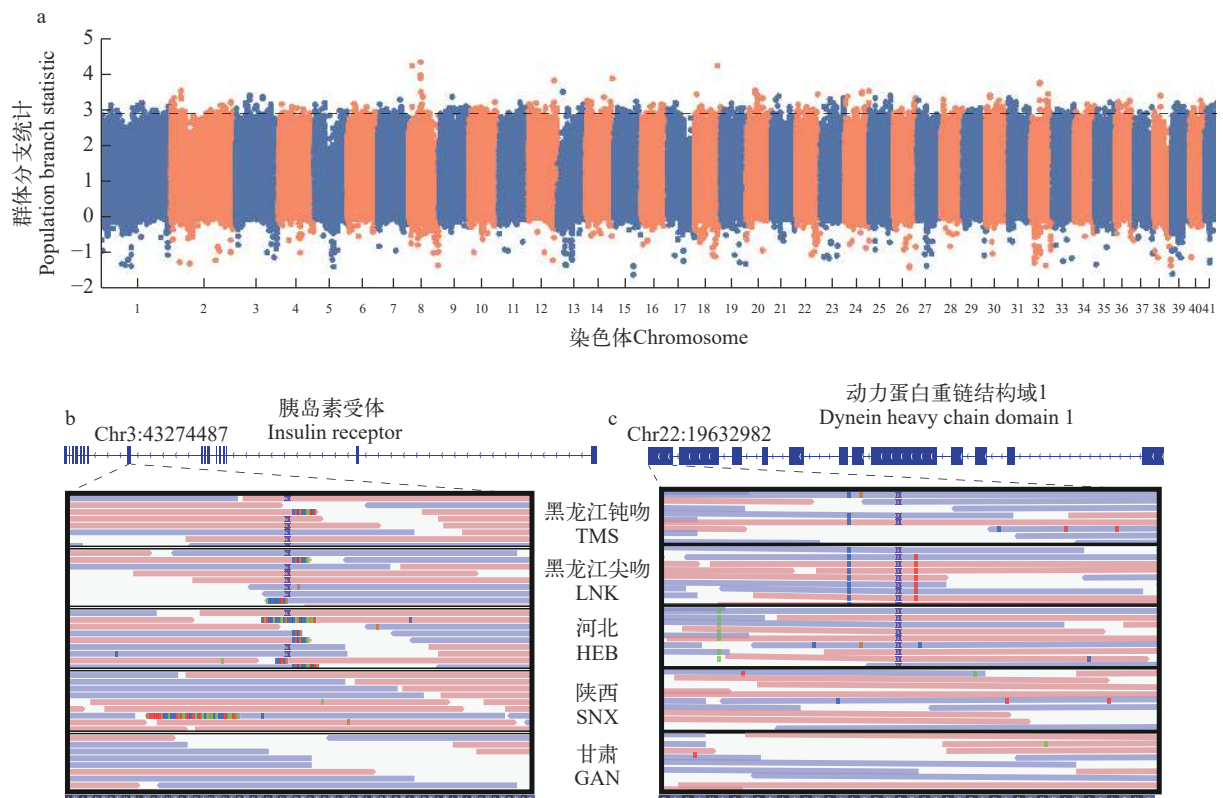 a
5
4
3
2
1
0
−1
−2
群体分支统计
Population branch statistic
1 2 3 4 5 6 7 8 9 10 11 12 13 14 15 16 17 18 19 20 21 22 23 24 25 26 27 28 29 30 31 32 33 34 35 36 37 38 39 40 41
染色体Chromosome
b
胰岛素受体
Insulin receptor
Chr3:43274487
c
动力蛋白重链结构域1
Dynein heavy chain domain 1
Chr22:19632982
黑龙江钝吻
TMS
黑龙江尖吻
LNK
河北
HEB
陕西
SNX
甘肃
GAN